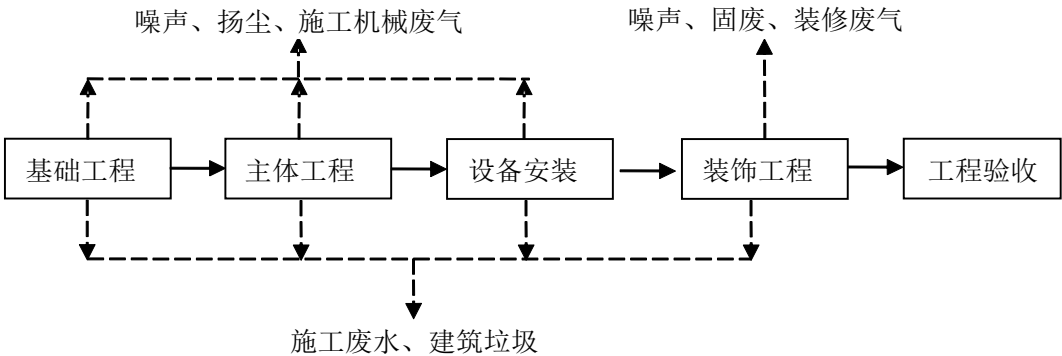 噪声、扬尘、施工机械废气
噪声、固废、装修废气
基础工程
主体工程
设备安装
装饰工程
工程验收
施工废水、建筑垃圾